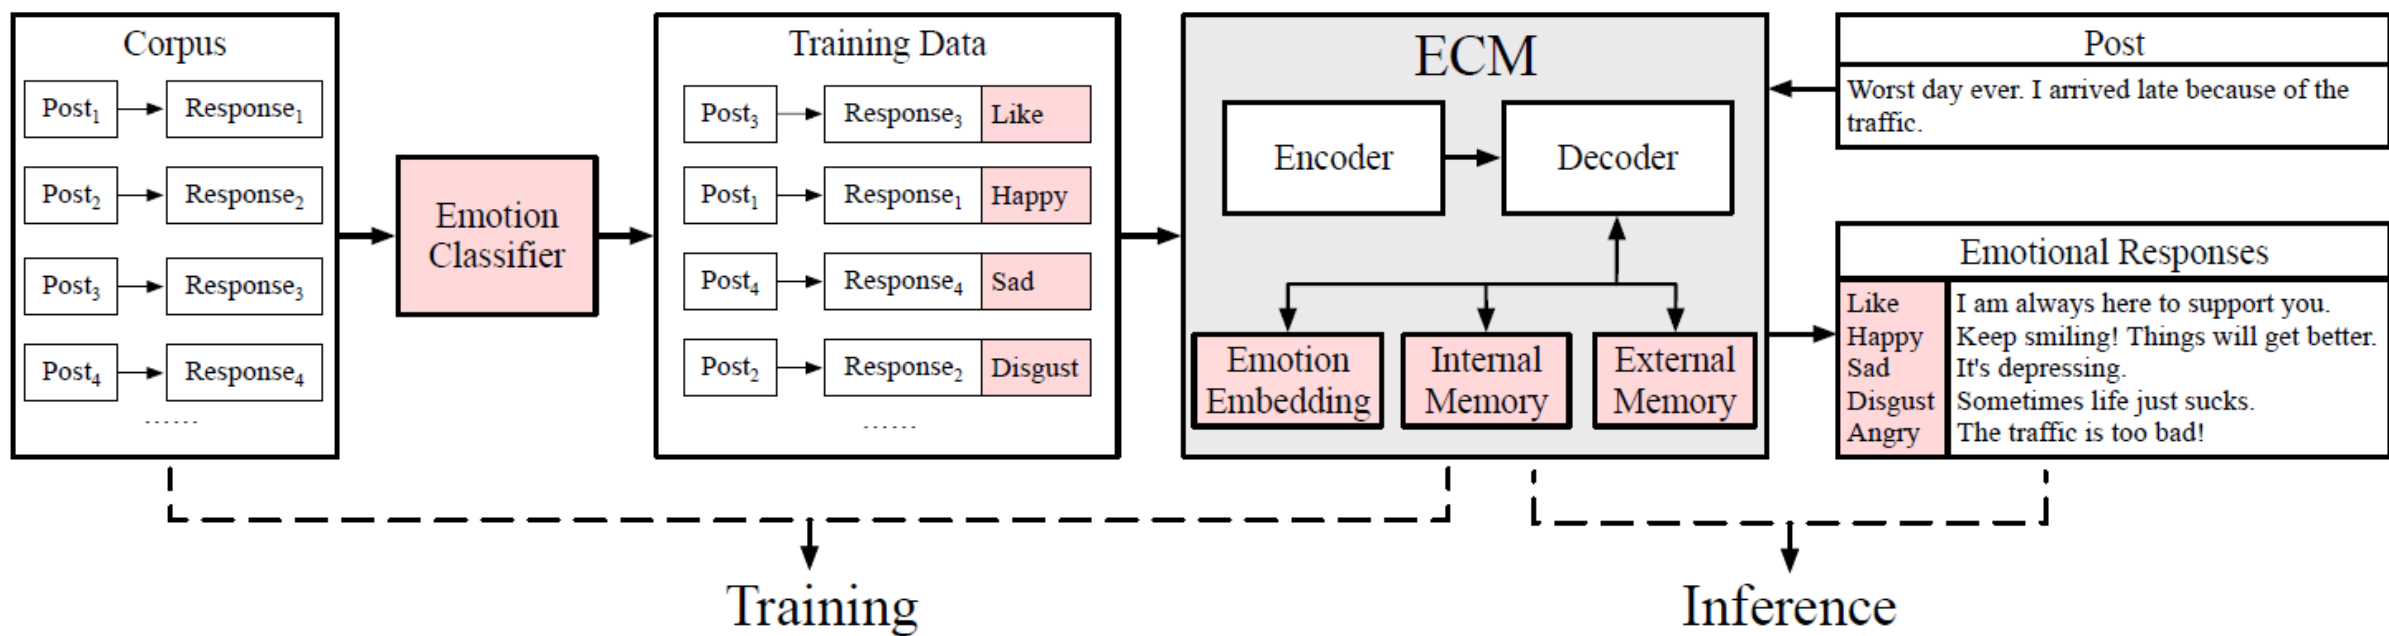 Corpus
Post₁ Response₁
Post₂ Response₂
Post₃ Response₃
Post₄ Response₄
......
Emotion
Classifier
Training Data
Post₃ Response₃ Like
Post₁ Response₁ Happy
Post₄ Response₄ Sad
Post₂ Response₂ Disgust
......
ECM
Encoder
Decoder
Emotion
Embedding
Internal
Memory
External
Memory
Post
Worst day ever. I arrived late because of the
traffic.
Emotional Responses
Like I am always here to support you.
Happy Keep smiling! Things will get better.
Sad It's depressing.
Disgust Sometimes life just sucks.
Angry The traffic is too bad!
Training
Inference